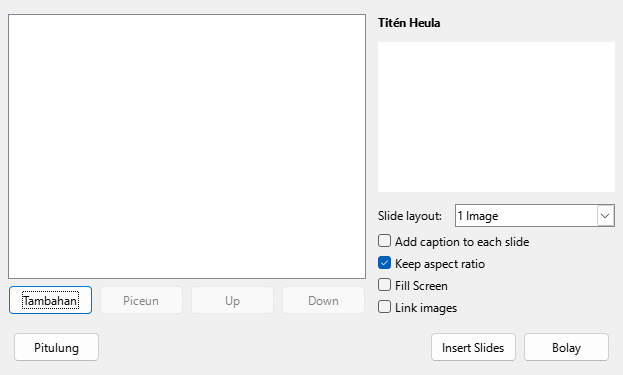 Titén Heula
Slide layout: 1 Image
Add caption to each slide
Keep aspect ratio
Fill Screen
Link images
Tambahan Piceun Up Down
Pitulung Insert Slides Bolay